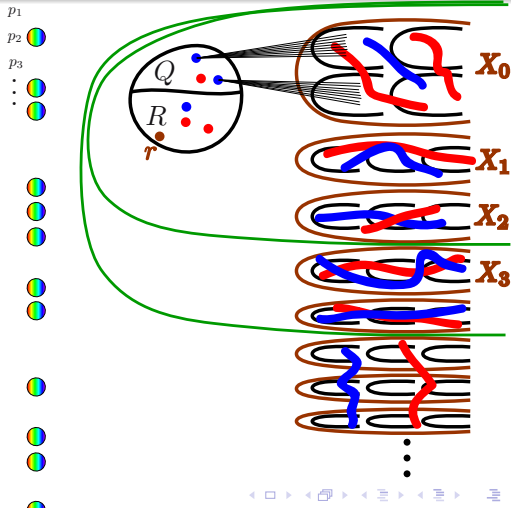 p₁
p₂
p₃
Q
R
r
X₀
X₁
X₂
X₃